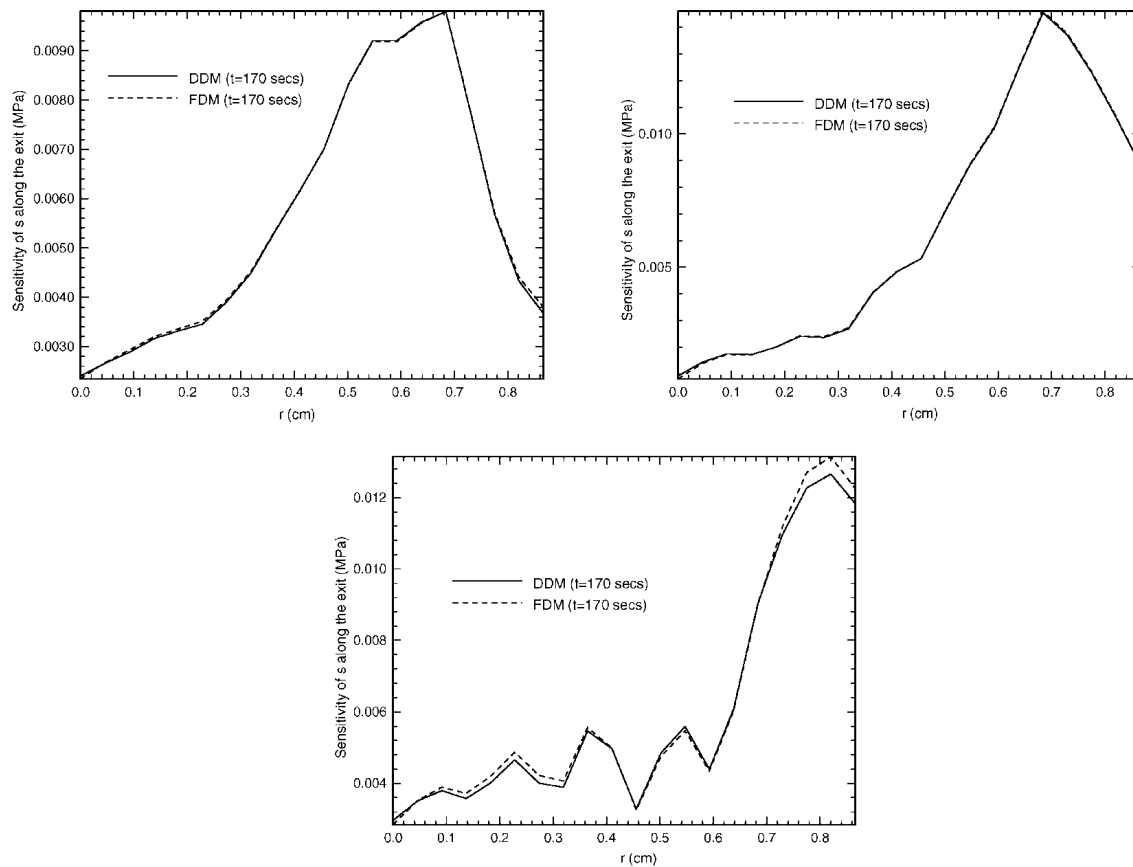 Sensitivity of s along the exit (MPa)
0.0090
0.0080
0.0070
0.0060
0.0050
0.0040
0.0030
DDM (t=170 secs)
FDM (t=170 secs)
0.0 0.1 0.2 0.3 0.4 0.5 0.6 0.7 0.8
r (cm)
Sensitivity of s along the exit (MPa)
0.010
0.005
DDM (t=170 secs)
FDM (t=170 secs)
0.0 0.1 0.2 0.3 0.4 0.5 0.6 0.7 0.8
r (cm)
Sensitivity of s along the exit (MPa)
0.012
0.010
0.008
0.006
0.004
DDM (t=170 secs)
FDM (t=170 secs)
0.0 0.1 0.2 0.3 0.4 0.5 0.6 0.7 0.8
r (cm)